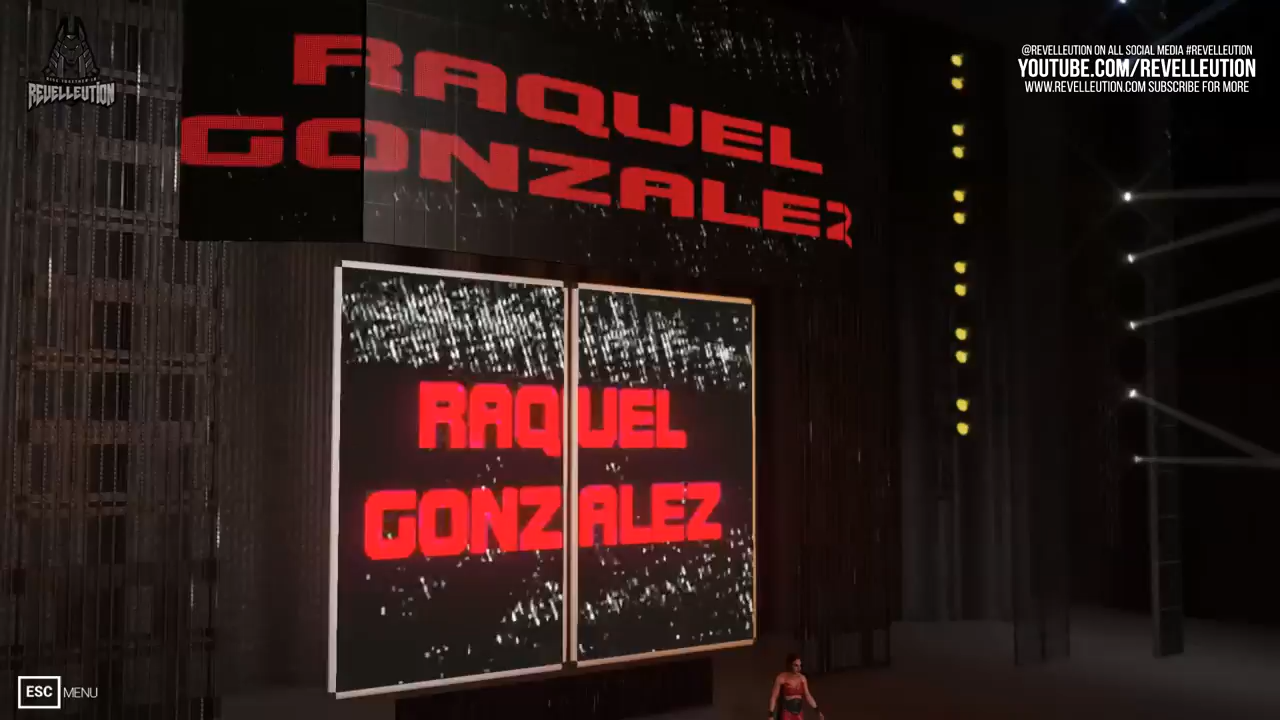 @REVELLEUTION ON ALL SOCIAL MEDIA #REVELLEUTION
YOUTUBE.COM/REVELLEUTION
WWW.REVELLEUTION.COM SUBSCRIBE FOR MORE
REVELLEUTION
RAQUEL
GONZALEZ
RAQUEL
GONZALEZ
ESC MENU